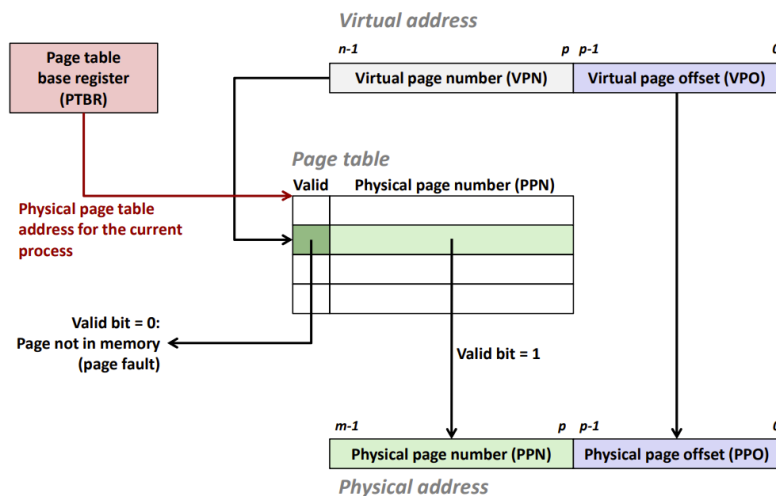 Virtual address
n-1 p p-1 0
Page table
base register
(PTBR)
Virtual page number (VPN) Virtual page offset (VPO)
Page table
Valid Physical page number (PPN)
Physical page table
address for the current
process
Valid bit = 0:
Page not in memory
(page fault)
Valid bit = 1
m-1 p p-1 0
Physical page number (PPN) Physical page offset (PPO)
Physical address